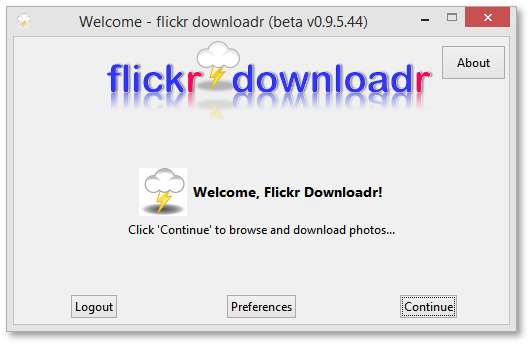 Welcome - flickr downloadr (beta v0.9.5.44)
flickr downloadr
About
Welcome, Flickr Downloadr!
Click 'Continue' to browse and download photos...
Logout
Preferences
Continue